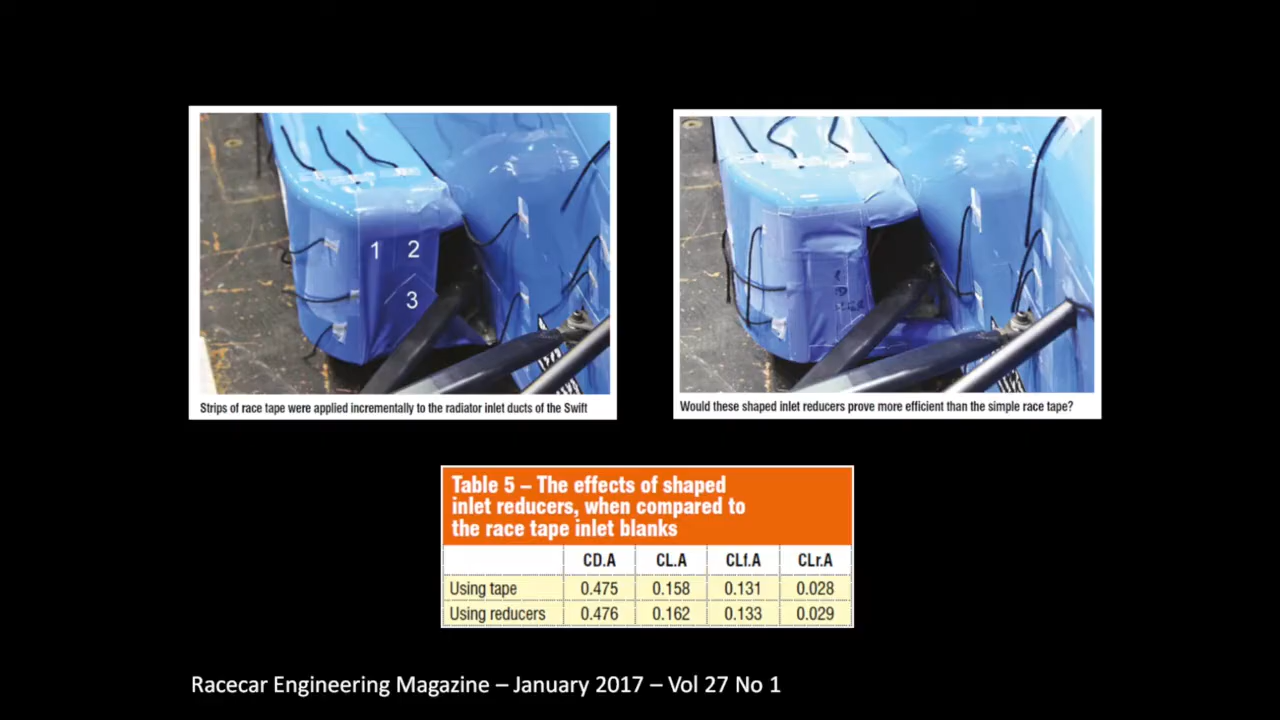 1 2
3
Strips of race tape were applied incrementally to the radiator inlet ducts of the Swift
Would these shaped inlet reducers prove more efficient than the simple race tape?
Table 5 – The effects of shaped
inlet reducers, when compared to
the race tape inlet blanks
CD.A CL.A CLf.A CLr.A
Using tape 0.475 0.158 0.131 0.028
Using reducers 0.476 0.162 0.133 0.029
Racecar Engineering Magazine – January 2017 – Vol 27 No 1